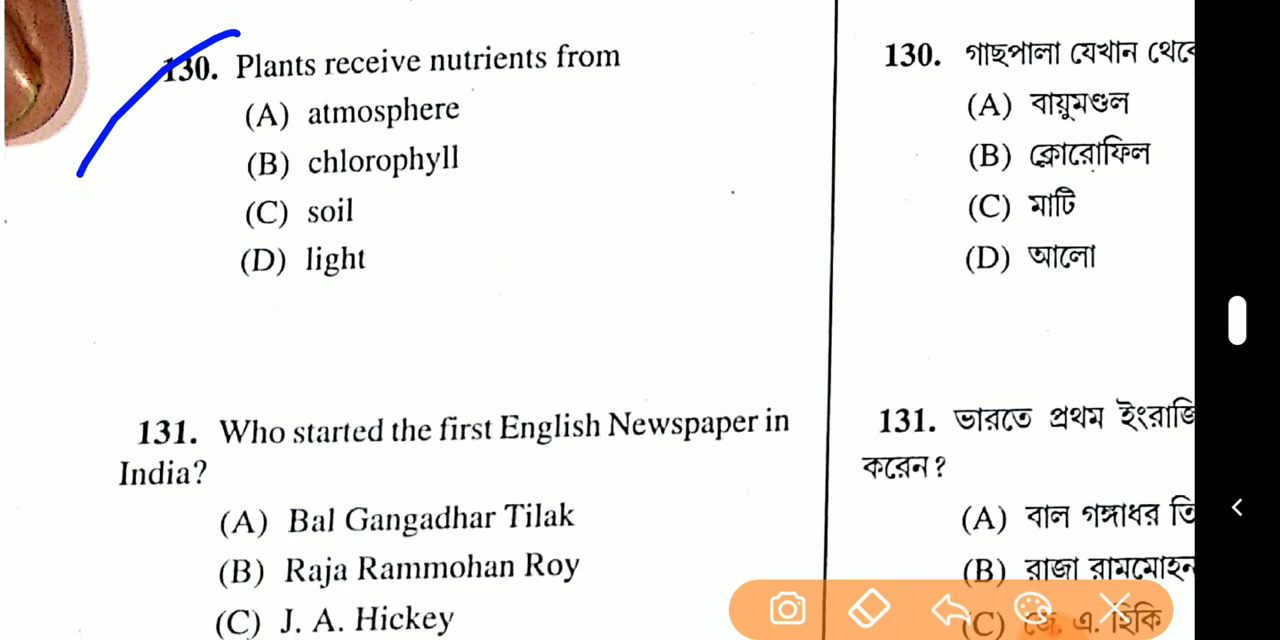 130. Plants receive nutrients from
(A) atmosphere
(B) chlorophyll
(C) soil
(D) light
131. Who started the first English Newspaper in
India?
(A) Bal Gangadhar Tilak
(B) Raja Rammohan Roy
(C) J. A. Hickey
130. গাছপালা যেখান থেকে
(A) বায়ুমণ্ডল
(B) ক্লোরোফিল
(C) মাটি
(D) আলো
131. ভারতে প্রথম ইংরাজি
করেন?
(A) বাল গঙ্গাধর তি
(B) রাজা রামমোহন
(C) জে. এ. হিকি